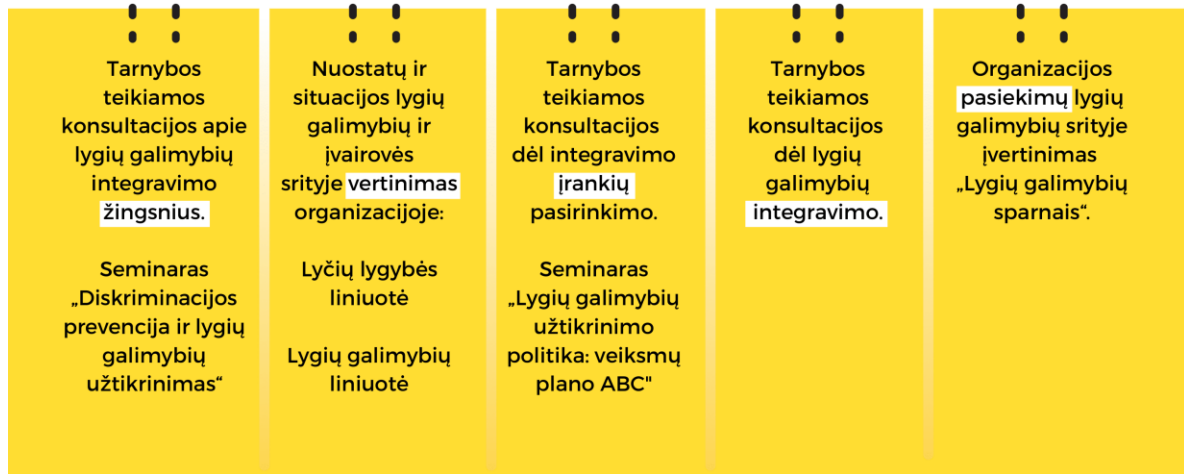 Tarnybos
teikiamos
konsultacijos apie
lygių galimybių
integravimo
žingsnius.
Seminaras
„Diskriminacijos
prevencija ir lygių
galimybių
užtikrinimas“
Nuostatų ir
situacijos lygių
galimybių ir
įvairovės
srityje vertinimas
organizacijoje:
Lyčių lygybės
liniuotė
Lygių galimybių
liniuotė
Tarnybos
teikiamos
konsultacijos
dėl integravimo
įrankių
pasirinkimo.
Seminaras
„Lygių galimybių
užtikrinimo
politika: veiksmų
plano ABC"
Tarnybos
teikiamos
konsultacijos
dėl lygių
galimybių
integravimo.
Organizacijos
pasiekimų lygių
galimybių srityje
įvertinimas
„Lygių galimybių
sparnais“.